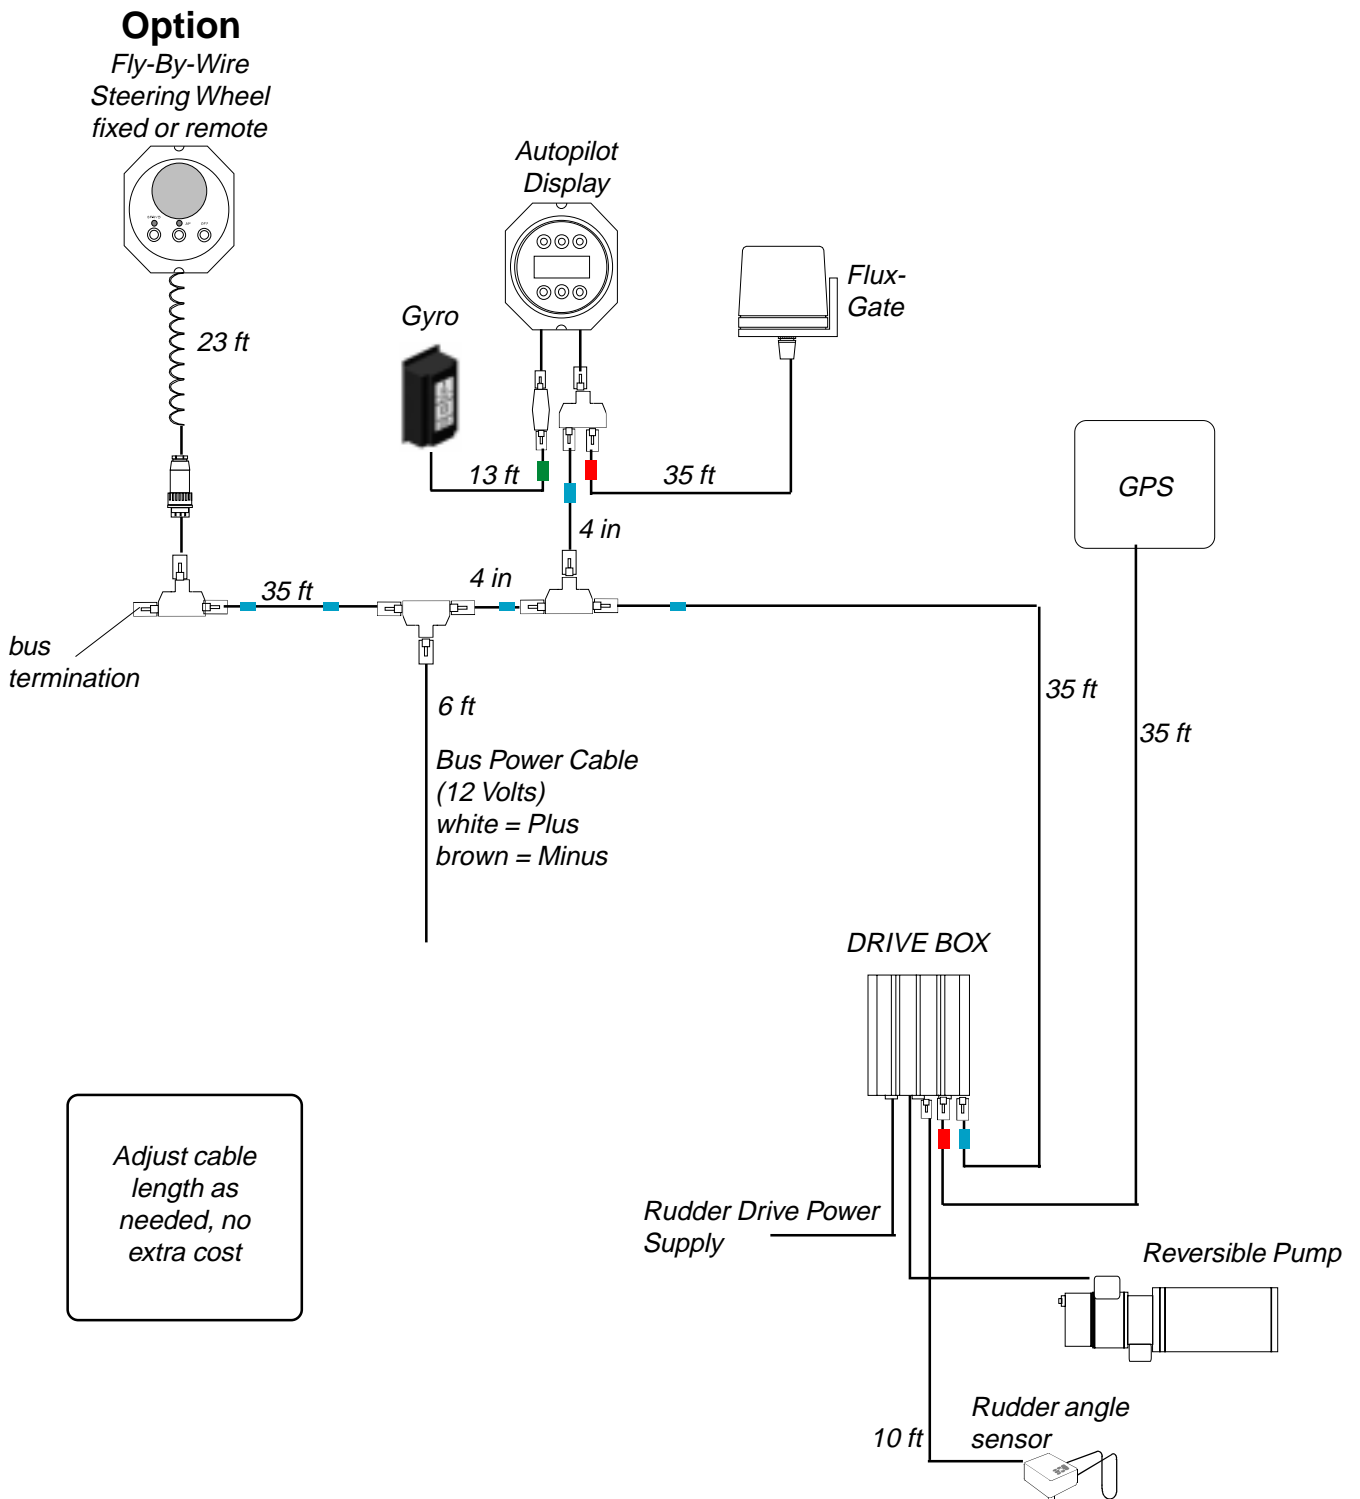 Option
Fly-By-Wire
Steering Wheel
fixed or remote
Autopilot
Display
Flux-
Gate
Gyro
23 ft
13 ft
35 ft
GPS
4 in
35 ft
4 in
bus
termination
6 ft
35 ft
35 ft
Bus Power Cable
(12 Volts)
white = Plus
brown = Minus
DRIVE BOX
Adjust cable
length as
needed, no
extra cost
Rudder Drive Power
Supply
Reversible Pump
10 ft
Rudder angle
sensor